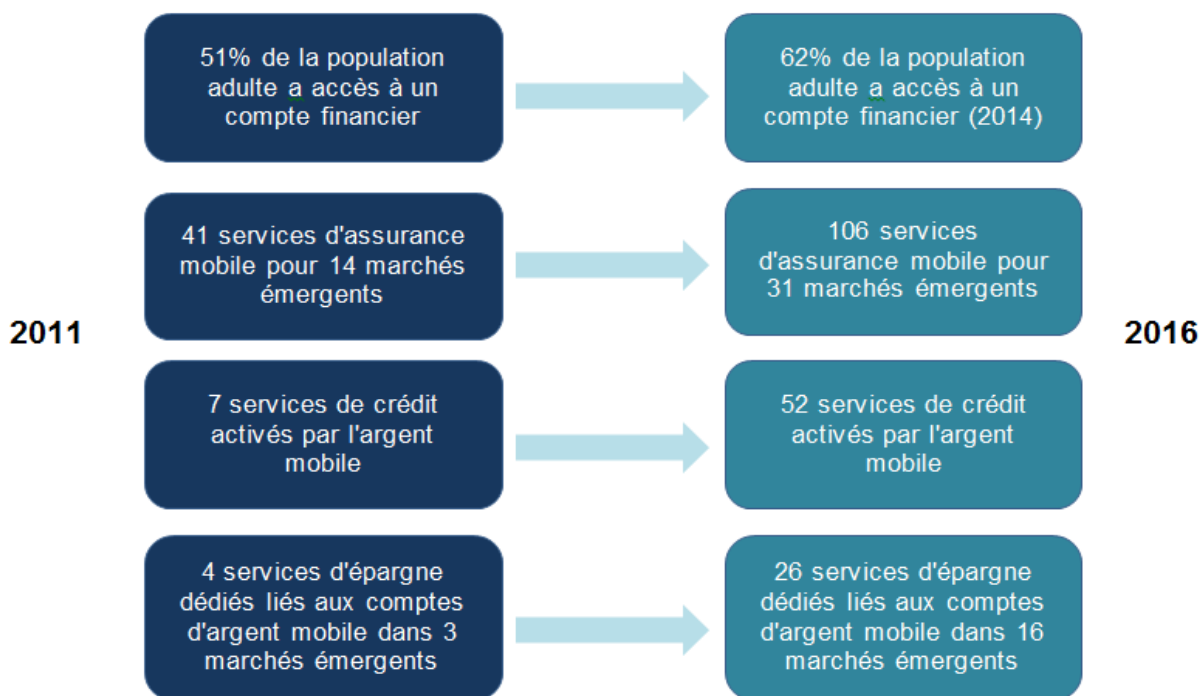 2011
51% de la population
adulte a accès à un
compte financier
62% de la population
adulte a accès à un
compte financier (2014)
41 services d'assurance
mobile pour 14 marchés
émergents
106 services
d'assurance mobile pour
31 marchés émergents
7 services de crédit
activés par l'argent
mobile
52 services de crédit
activés par l'argent
mobile
4 services d'épargne
dédiés liés aux comptes
d'argent mobile dans 3
marchés émergents
26 services d'épargne
dédiés liés aux comptes
d'argent mobile dans 16
marchés émergents
2016